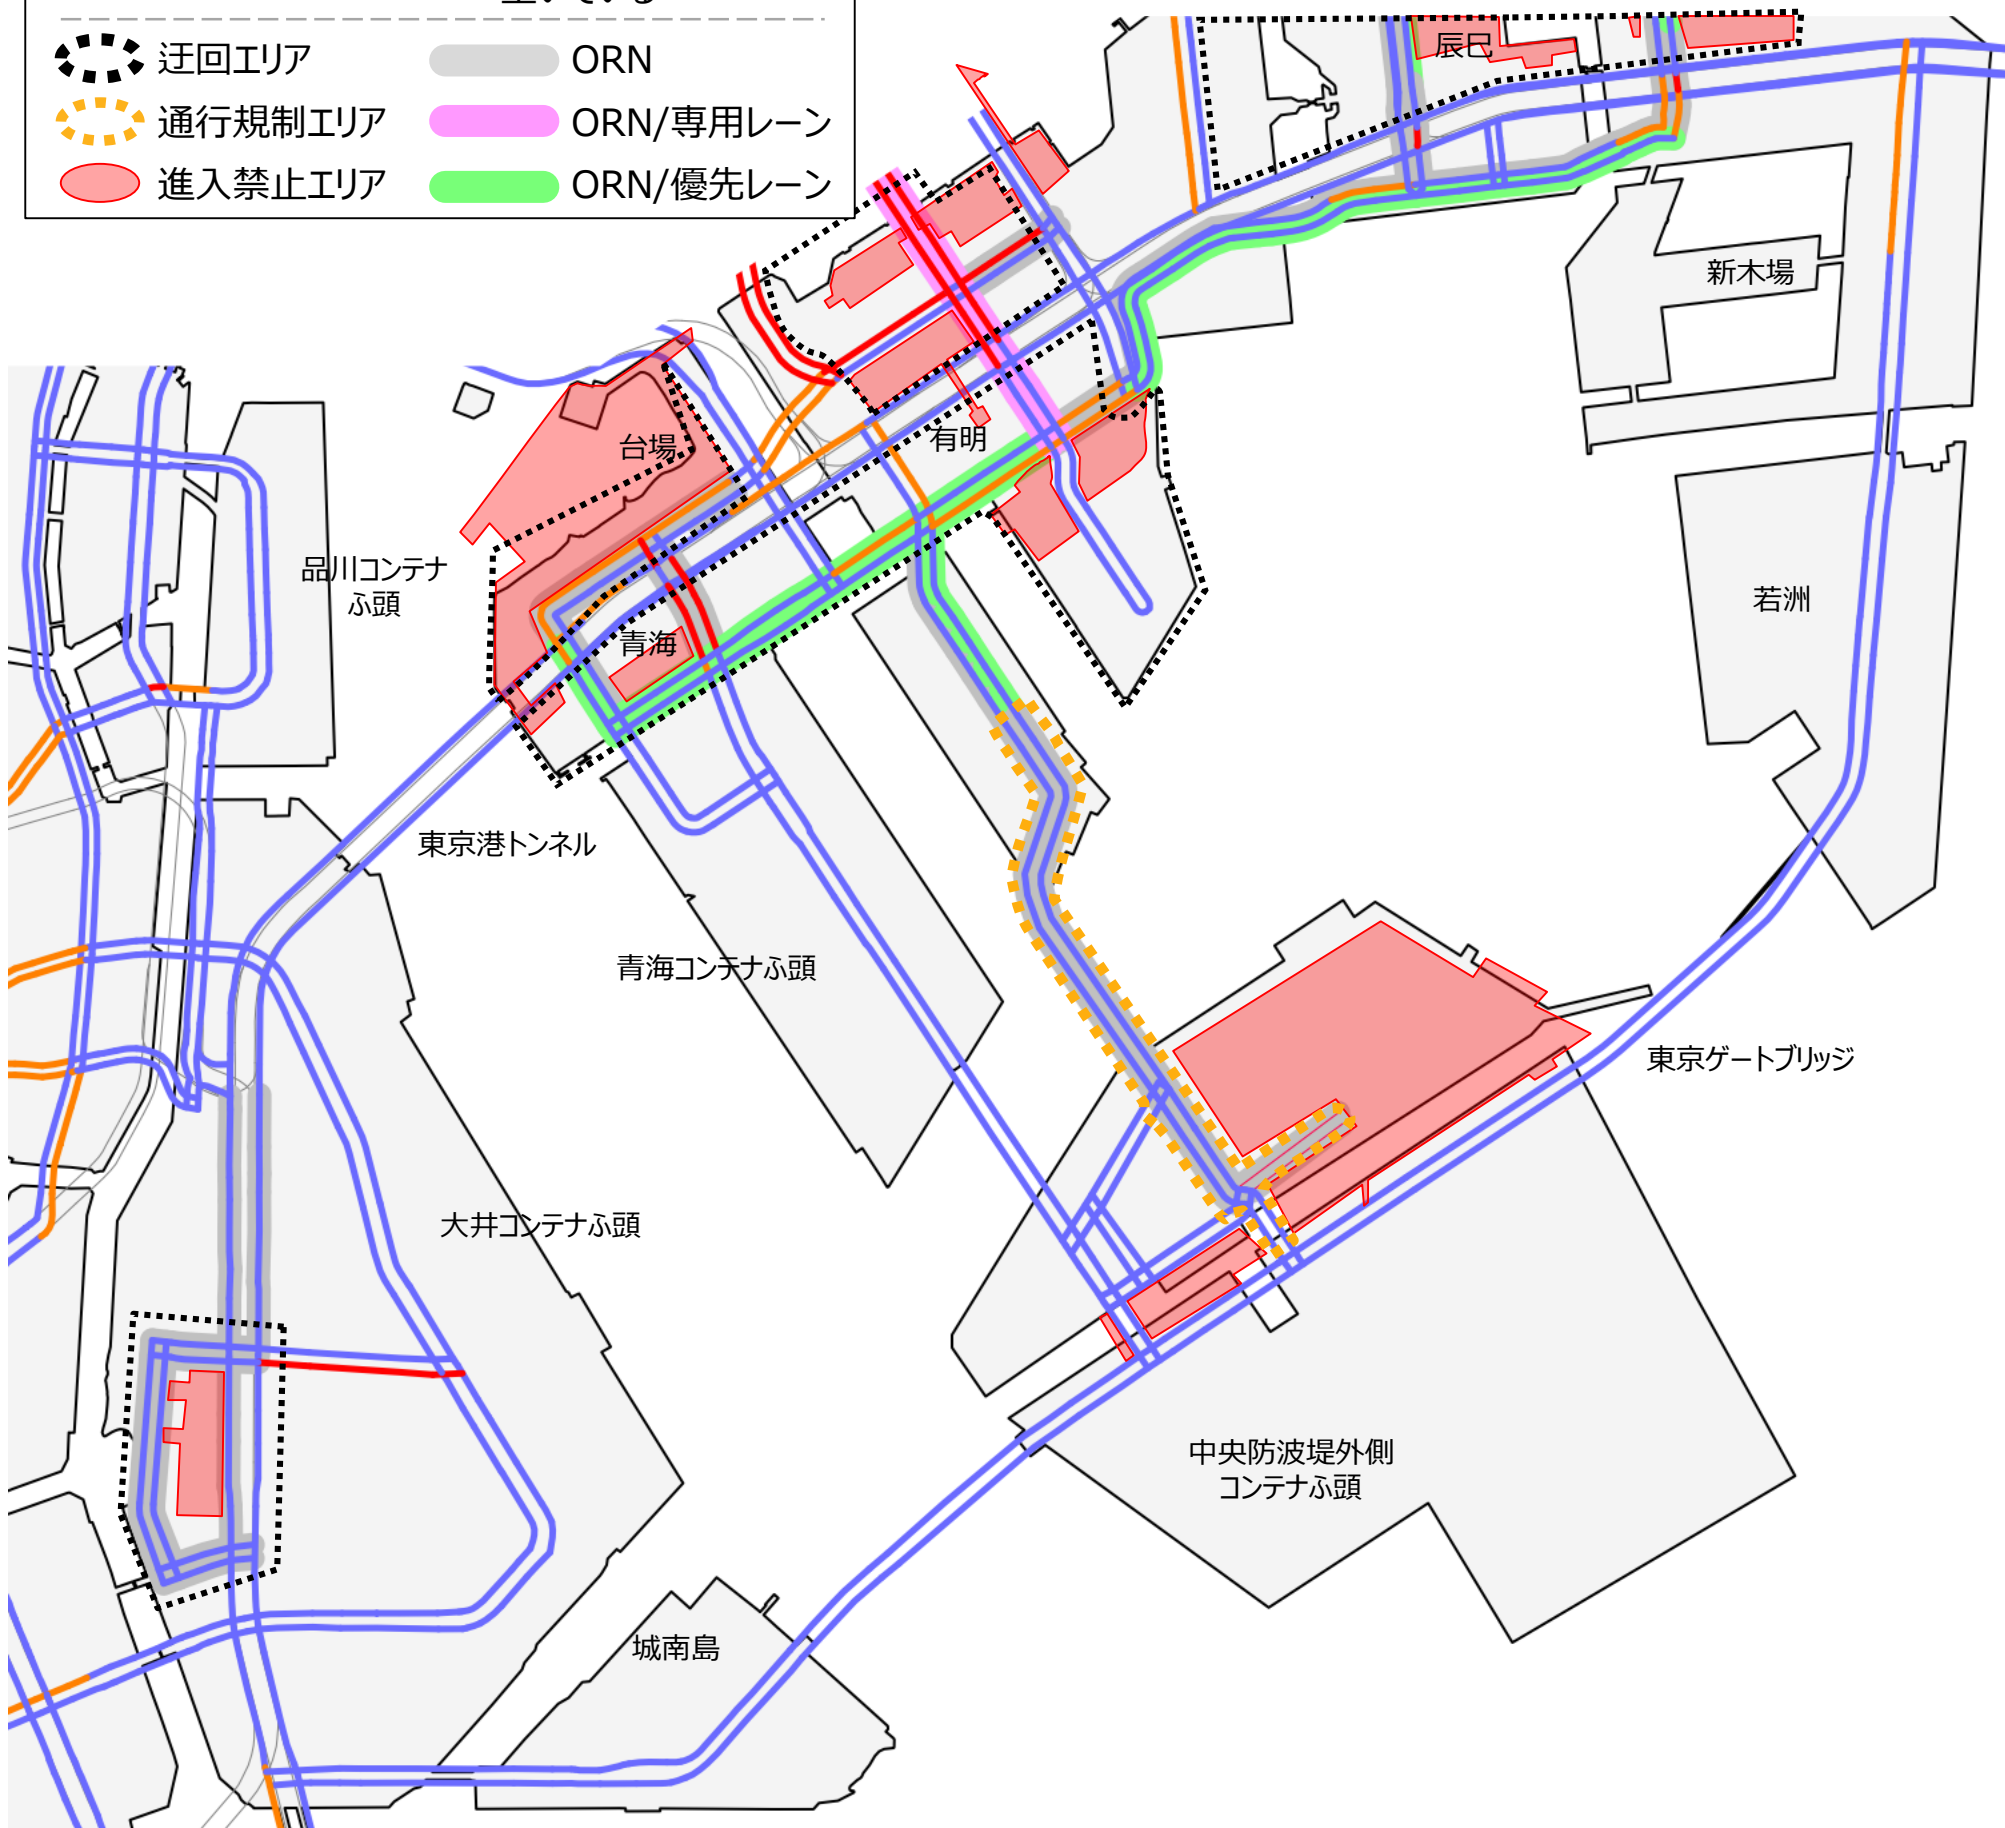 空いている
迂回エリア
ORN
通行規制エリア
ORN/専用レーン
進入禁止エリア
ORN/優先レーン
辰巳
新木場
台場
有明
品川コンテナ
ふ頭
若洲
青海
東京港トンネル
青海コンテナふ頭
東京ゲートブリッジ
大井コンテナふ頭
中央防波堤外側
コンテナふ頭
城南島